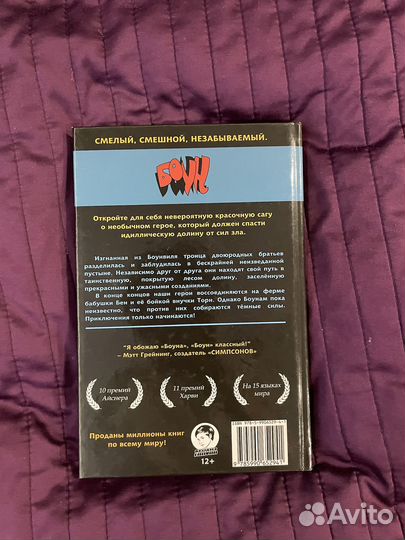 СМЕЛЫЙ, СМЕШНОЙ, НЕЗАБЫВАЕМЫЙ.
БОУН
Откройте для себя невероятную красочную сагу
о необычном герое, который должен спасти
идиллическую долину от сил зла.
Изгнанная из Боунвиля троица двоюродных братьев
разделилась и заблудилась в бескрайней неизведанной
пустыне. Независимо друг от друга они находят свой путь в
таинственную, покрытую лесом долину, заселённую
прекрасными и ужасными созданиями.
В конце концов наши герои воссоединяются на ферме
бабушки Бен и её бойкой внучки Торн. Однако Боунам пока
неизвестно, что против них собираются тёмные силы.
Приключения только начинаются!
"Я обожаю «Боуна», «Боун» классный!"
– Мэтт Грейнинг, создатель «СИМПСОНОВ»
10 премий
Айснера
11 премий
Харви
На 15 языках
мира
Проданы миллионы книг
по всему миру!
12+
9785990652941
Avito